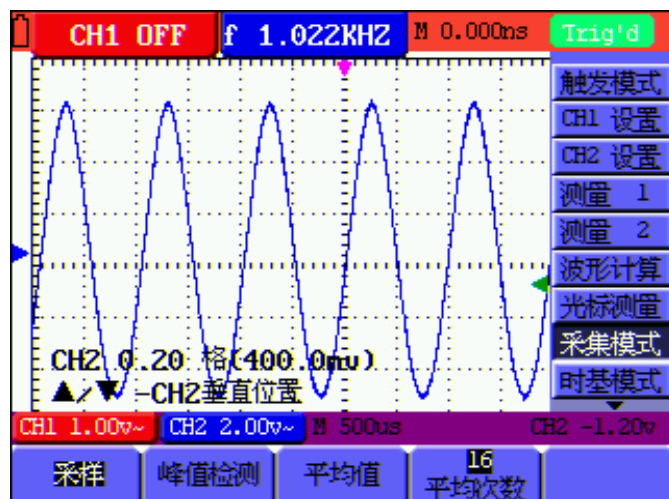 CH1 OFF f 1.022KHZ M 0.000ns Trig'd
触发模式
CH1 设置
CH2 设置
测量 1
测量 2
波形计算
光标测量
采集模式
时基模式
CH2 0.20 格(400.0mv)
▲/▼ -CH2垂直位置
CH1 1.00v~ CH2 2.00v~ M 500us CH2 -1.20v
采样 峰值检测 平均值 16
平均次数